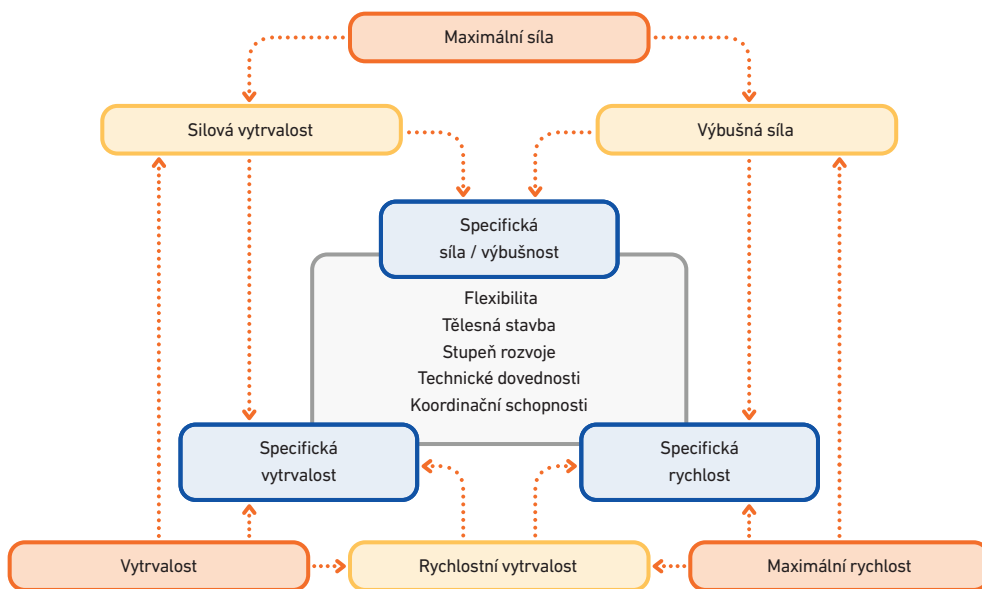 Maximální síla
Silová vytrvalost
Výbušná síla
Specifická
síla / výbušnost
Flexibilita
Tělesná stavba
Stupeň rozvoje
Technické dovednosti
Koordinační schopnosti
Specifická
vytrvalost
Specifická
rychlost
Vytrvalost
Rychlostní vytrvalost
Maximální rychlost